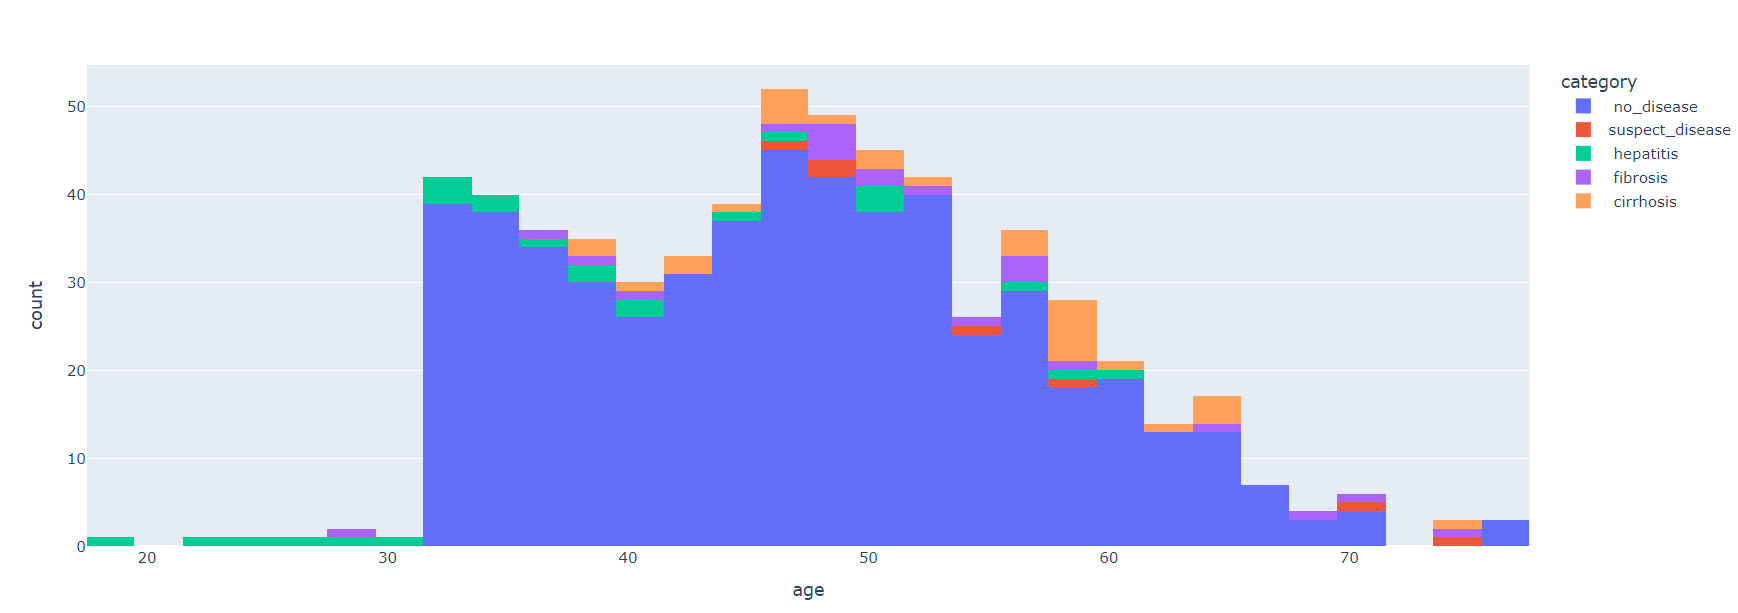 category
no_disease
suspect_disease
hepatitis
fibrosis
cirrhosis
50
40
30
20
10
0
count
20 30 40 50 60 70
age